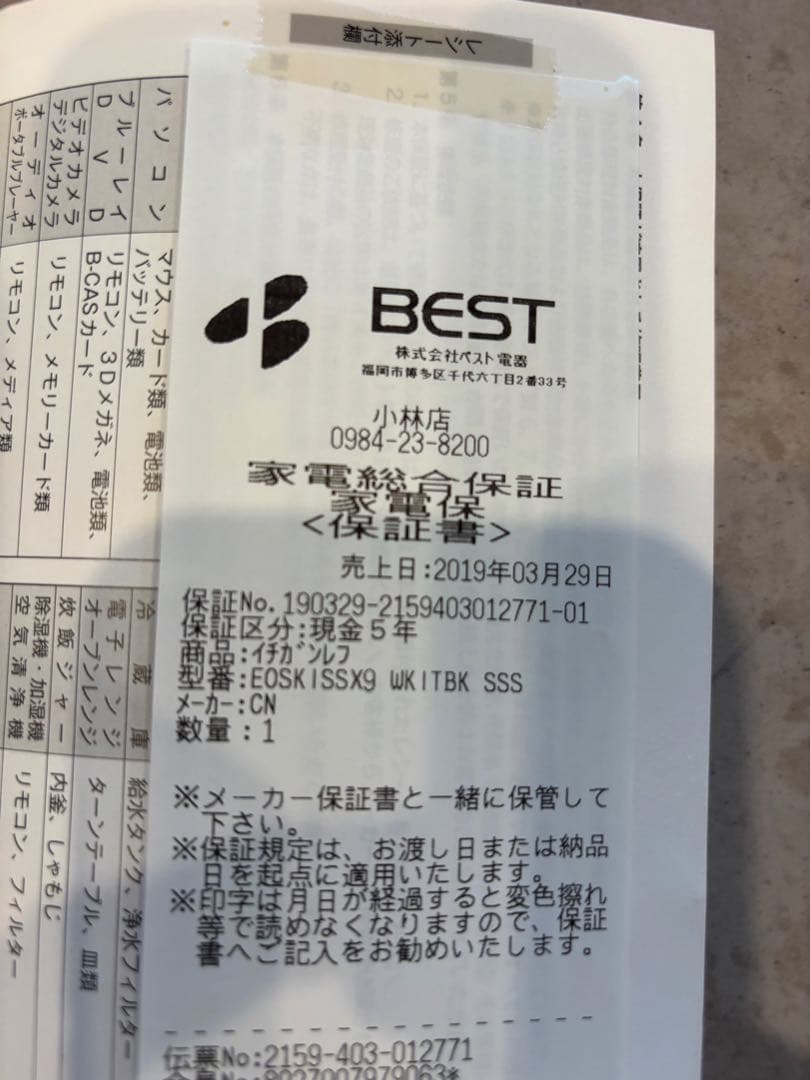 レシート添付欄
BEST
株式会社ベスト電器
福岡市博多区千代六丁目2番33号
小林店
0984-23-8200
家電総合保証
家電保
<保証書>
売上日:2019年03月29日
保証No.190329-2159403012771-01
保証区分:現金5年
商品:イチガンレフ
型番:EOSKISSX9 WKITBK SSS
メーカー:CN
数量:1
※メーカー保証書と一緒に保管して
下さい。
※保証規定は、お渡し日または納品
日を起点に適用いたします。
※印字は月日が経過すると変色擦れ
等で読めなくなりますので、保証
書へご記入をお勧めいたします。
伝票No:2159-403-012771
パソコン
マウス、カード類、電池類、
バッテリー類
ブルーレイ
DVD
リモコン、3Dメガネ、電池類、
B-CASカード
ビデオカメラ
デジタルカメラ
リモコン、メモリーカード類
オーディオ
ポータブルプレーヤー
リモコン、メディア類
冷蔵庫
給水タンク、浄水フィルター
電子レンジ
オーブンレンジ
ターンテーブル、皿類
炊飯ジャー
内釜、しゃもじ
除湿機・加湿機
空気清浄機
リモコン、フィルター